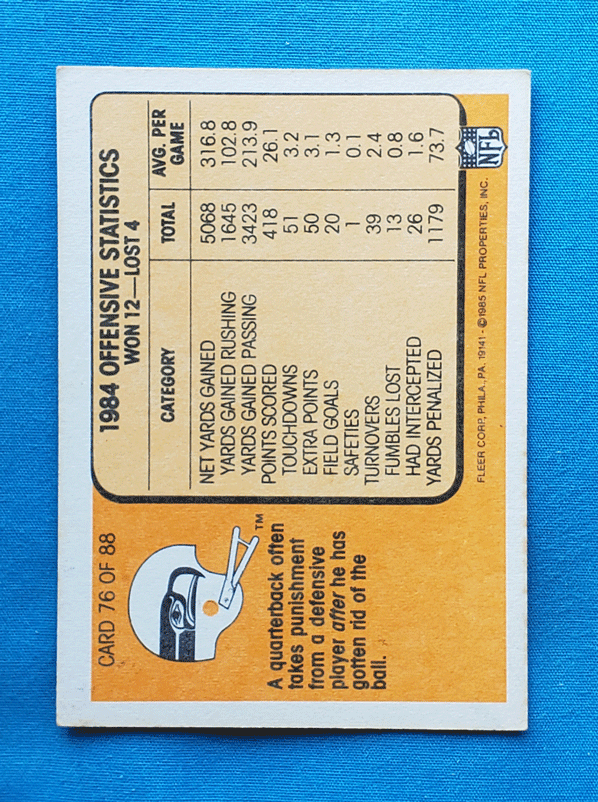 CARD 76 OF 88
TM
A quarterback often
takes punishment
from a defensive
player after he has
gotten rid of the
ball.
1984 OFFENSIVE STATISTICS
WON 12—LOST 4
CATEGORY TOTAL AVG. PER GAME
NET YARDS GAINED 5068 316.8
YARDS GAINED RUSHING 1645 102.8
YARDS GAINED PASSING 3423 213.9
POINTS SCORED 418 26.1
TOUCHDOWNS 51 3.2
EXTRA POINTS 50 3.1
FIELD GOALS 20 1.3
SAFETIES 1 0.1
TURNOVERS 39 2.4
FUMBLES LOST 13 0.8
HAD INTERCEPTED 26 1.6
YARDS PENALIZED 1179 73.7
FLEER CORP., PHILA., PA. 19141 - ©1985 NFL PROPERTIES, INC.
NFL